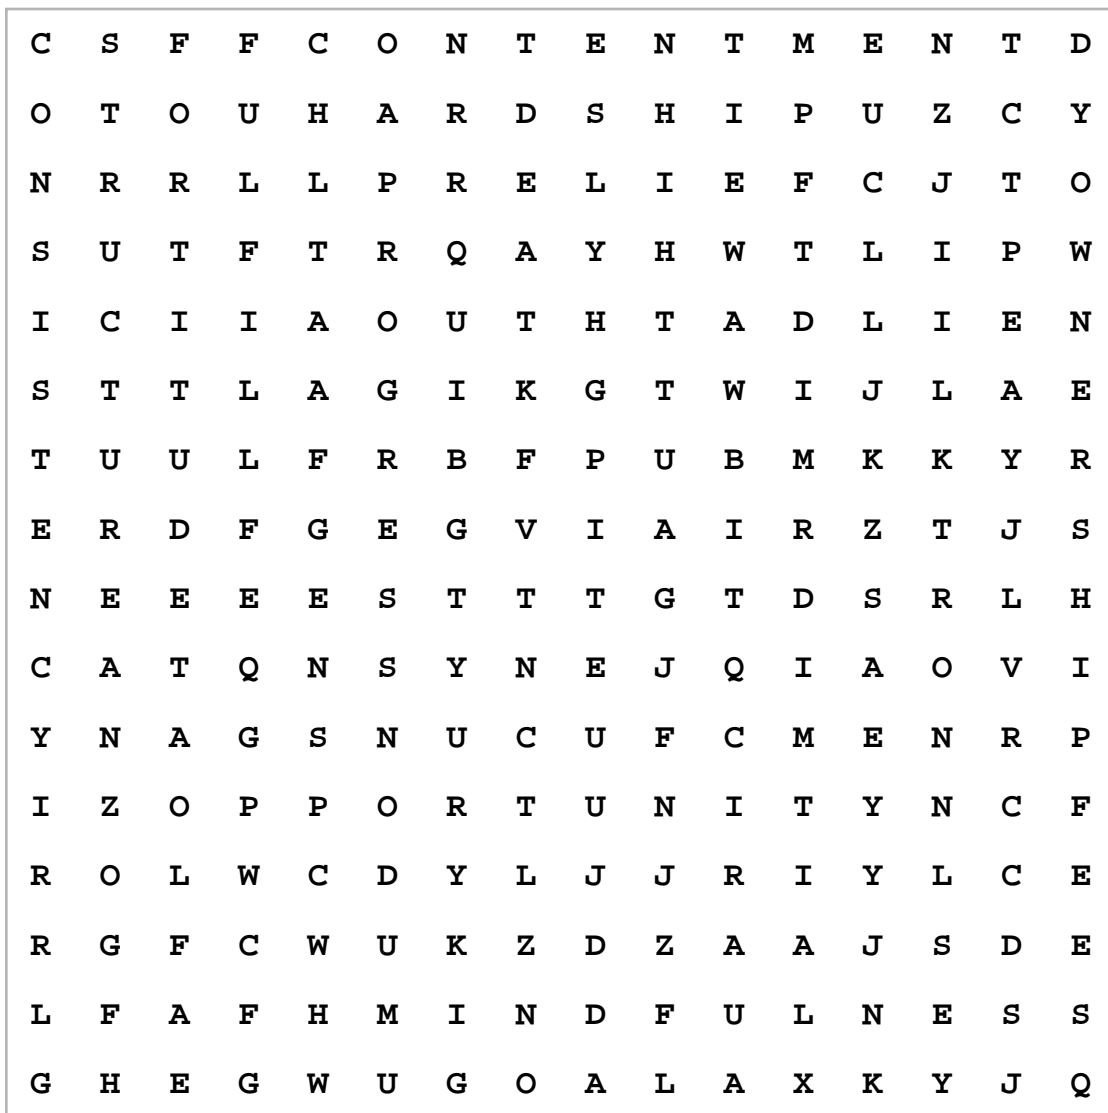 C S F F C O N T E N T M E N T D
O T O U H A R D S H I P U Z C Y
N R R L L P R E L I E F C J T O
S U T F T R Q A Y H W T L I P W
I C I I A O U T H T A D L I E N
S T T L A G I K G T W I J L A E
T U U L F R B F P U B M K K Y R
E R D F G E G V I A I R Z T J S
N E E E E S T T T G T D S R L H
C A T Q N S Y N E J Q I A O V I
Y N A G S N U C U F C M E N R P
I Z O P P O R T U N I T Y N C F
R O L W C D Y L J J R I Y L C E
R G F C W U K Z D Z A A J S D E
L F A F H M I N D F U L N E S S
G H E G W U G O A L A X K Y J Q